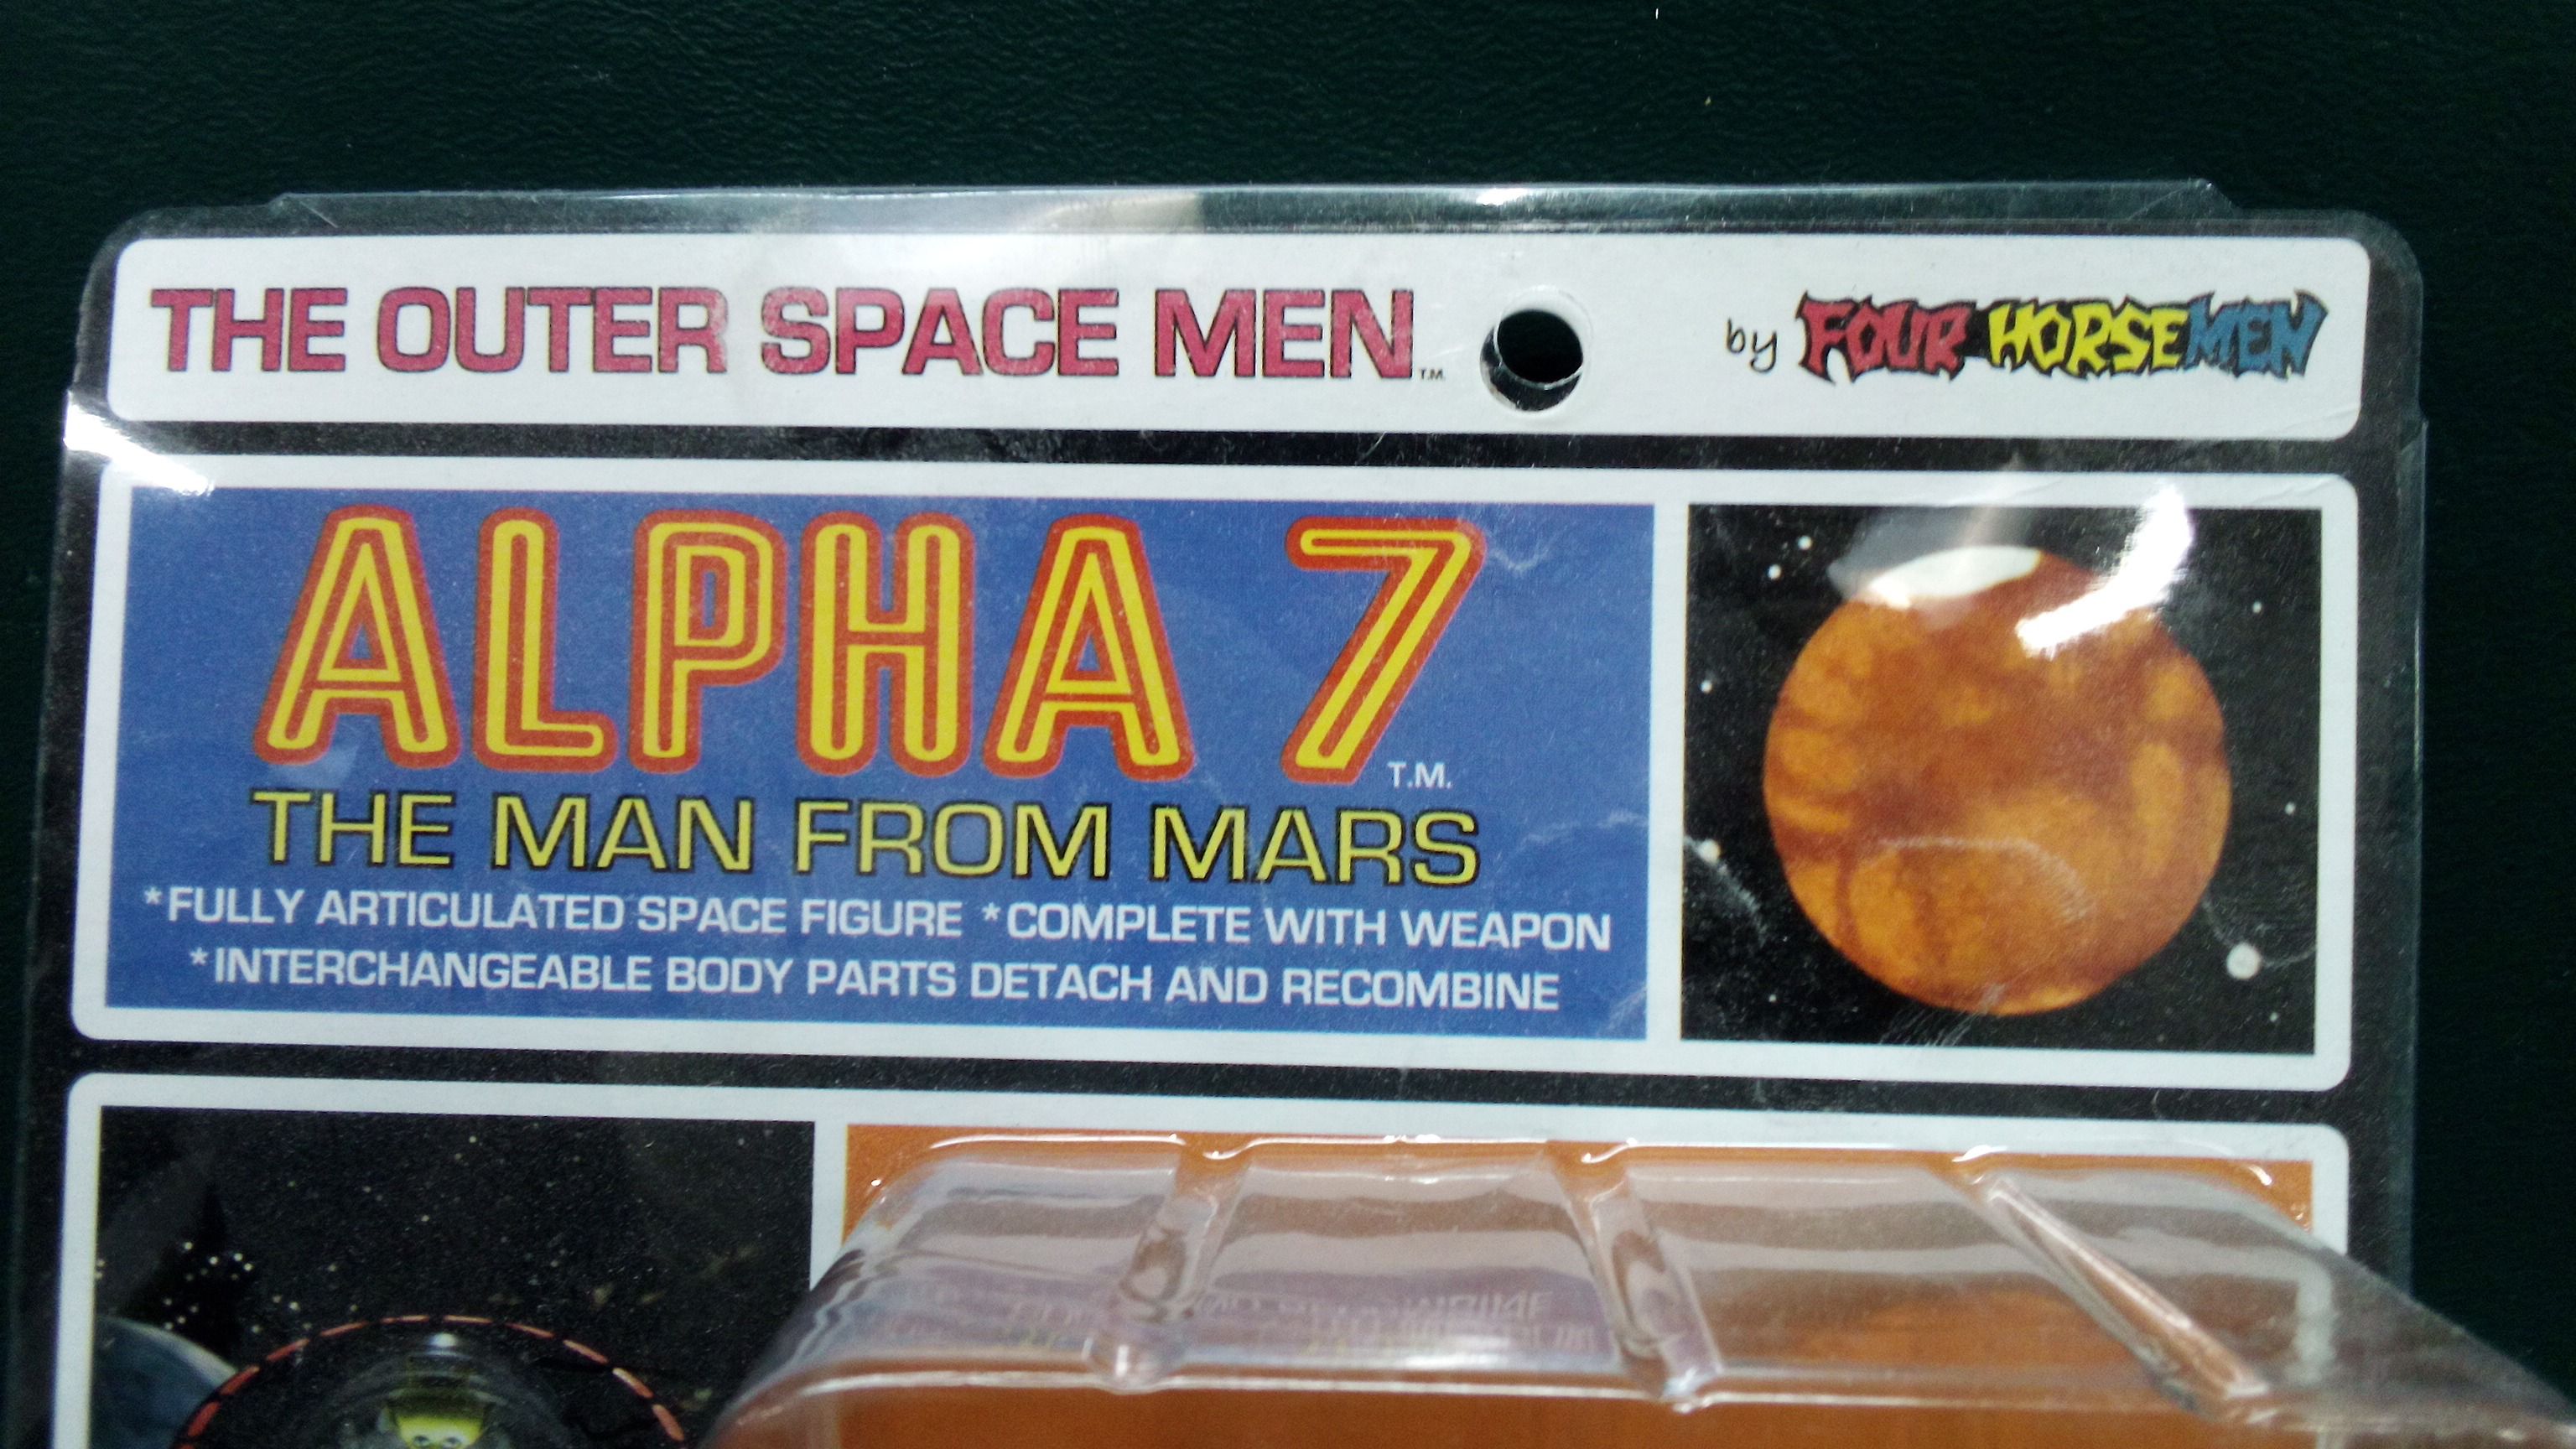 THE OUTER SPACE MEN T.M.
by FOUR HORSEMEN
ALPHA 7 T.M.
THE MAN FROM MARS
*FULLY ARTICULATED SPACE FIGURE *COMPLETE WITH WEAPON
*INTERCHANGEABLE BODY PARTS DETACH AND RECOMBINE